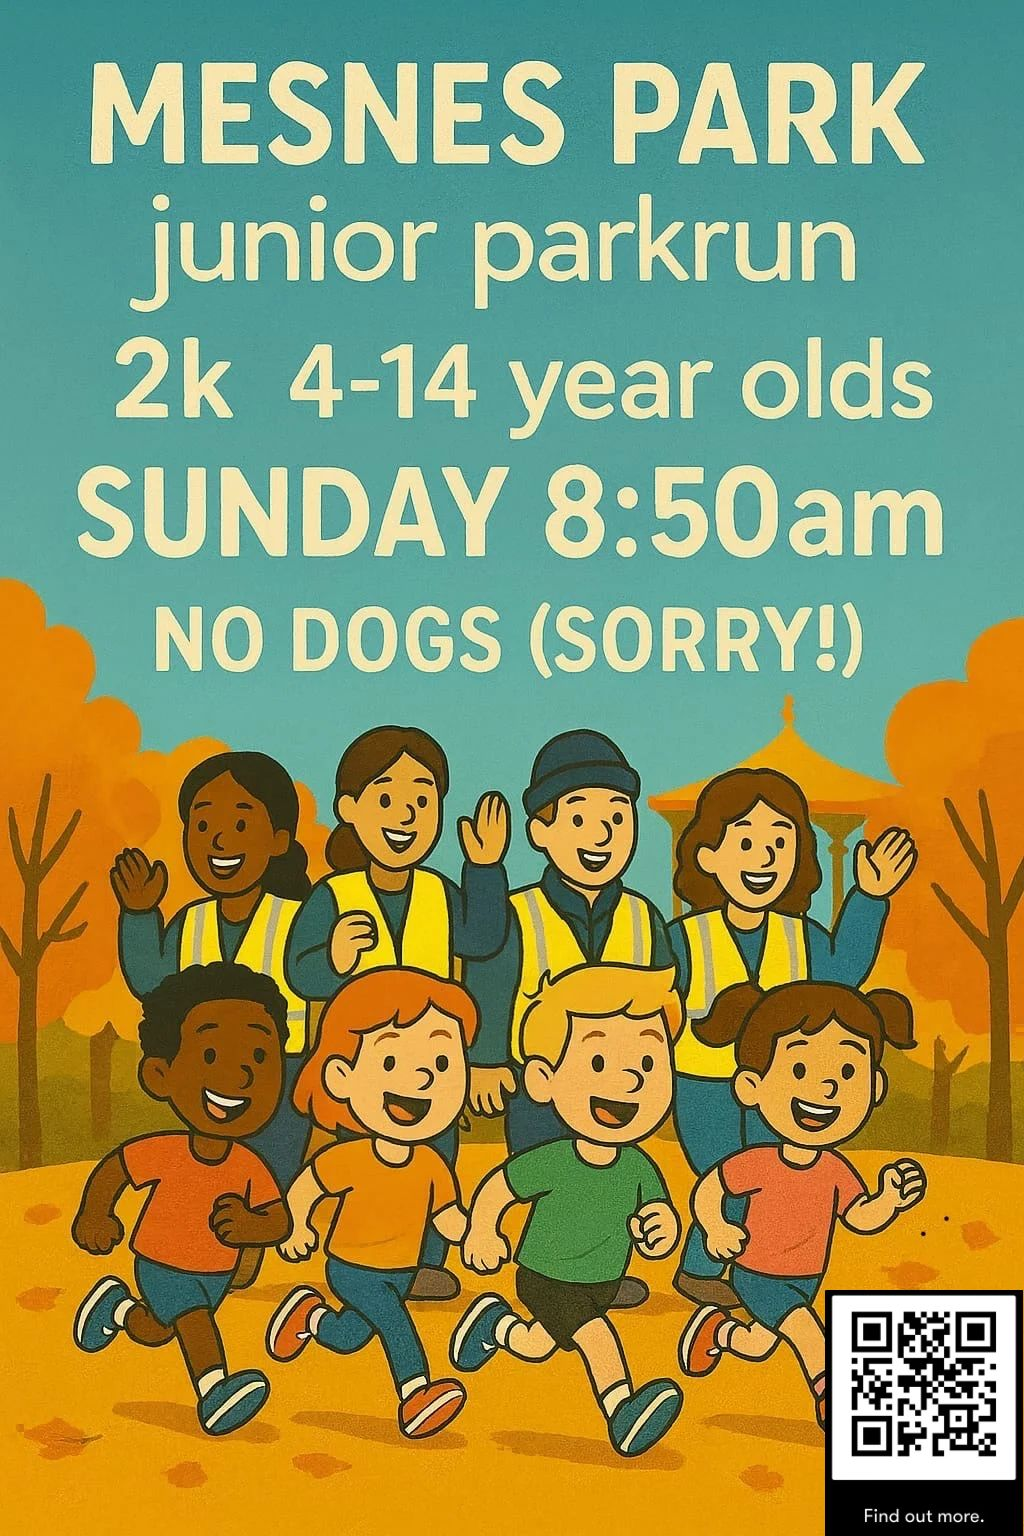 MESNES PARK
junior parkrun
2k 4-14 year olds
SUNDAY 8:50am
NO DOGS (SORRY!)
Find out more.